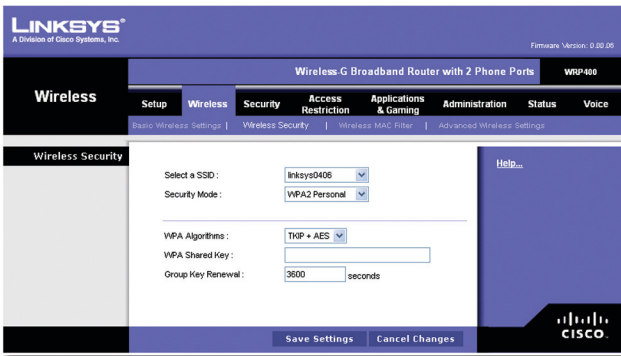 LINKSYS®
A Division of Cisco Systems, Inc.
Firmware Version: 0.00.06
Wireless-G Broadband Router with 2 Phone Ports WRP400
Wireless
Setup Wireless Security Access Restriction Applications & Gaming Administration Status Voice
Basic Wireless Settings | Wireless Security | Wireless MAC Filter | Advanced Wireless Settings
Wireless Security
Help...
Select a SSID : linksys0406
Security Mode : WPA2 Personal
WPA Algorithms : TKIP + AES
WPA Shared Key :
Group Key Renewal : 3600 seconds
Save Settings Cancel Changes
CISCO.